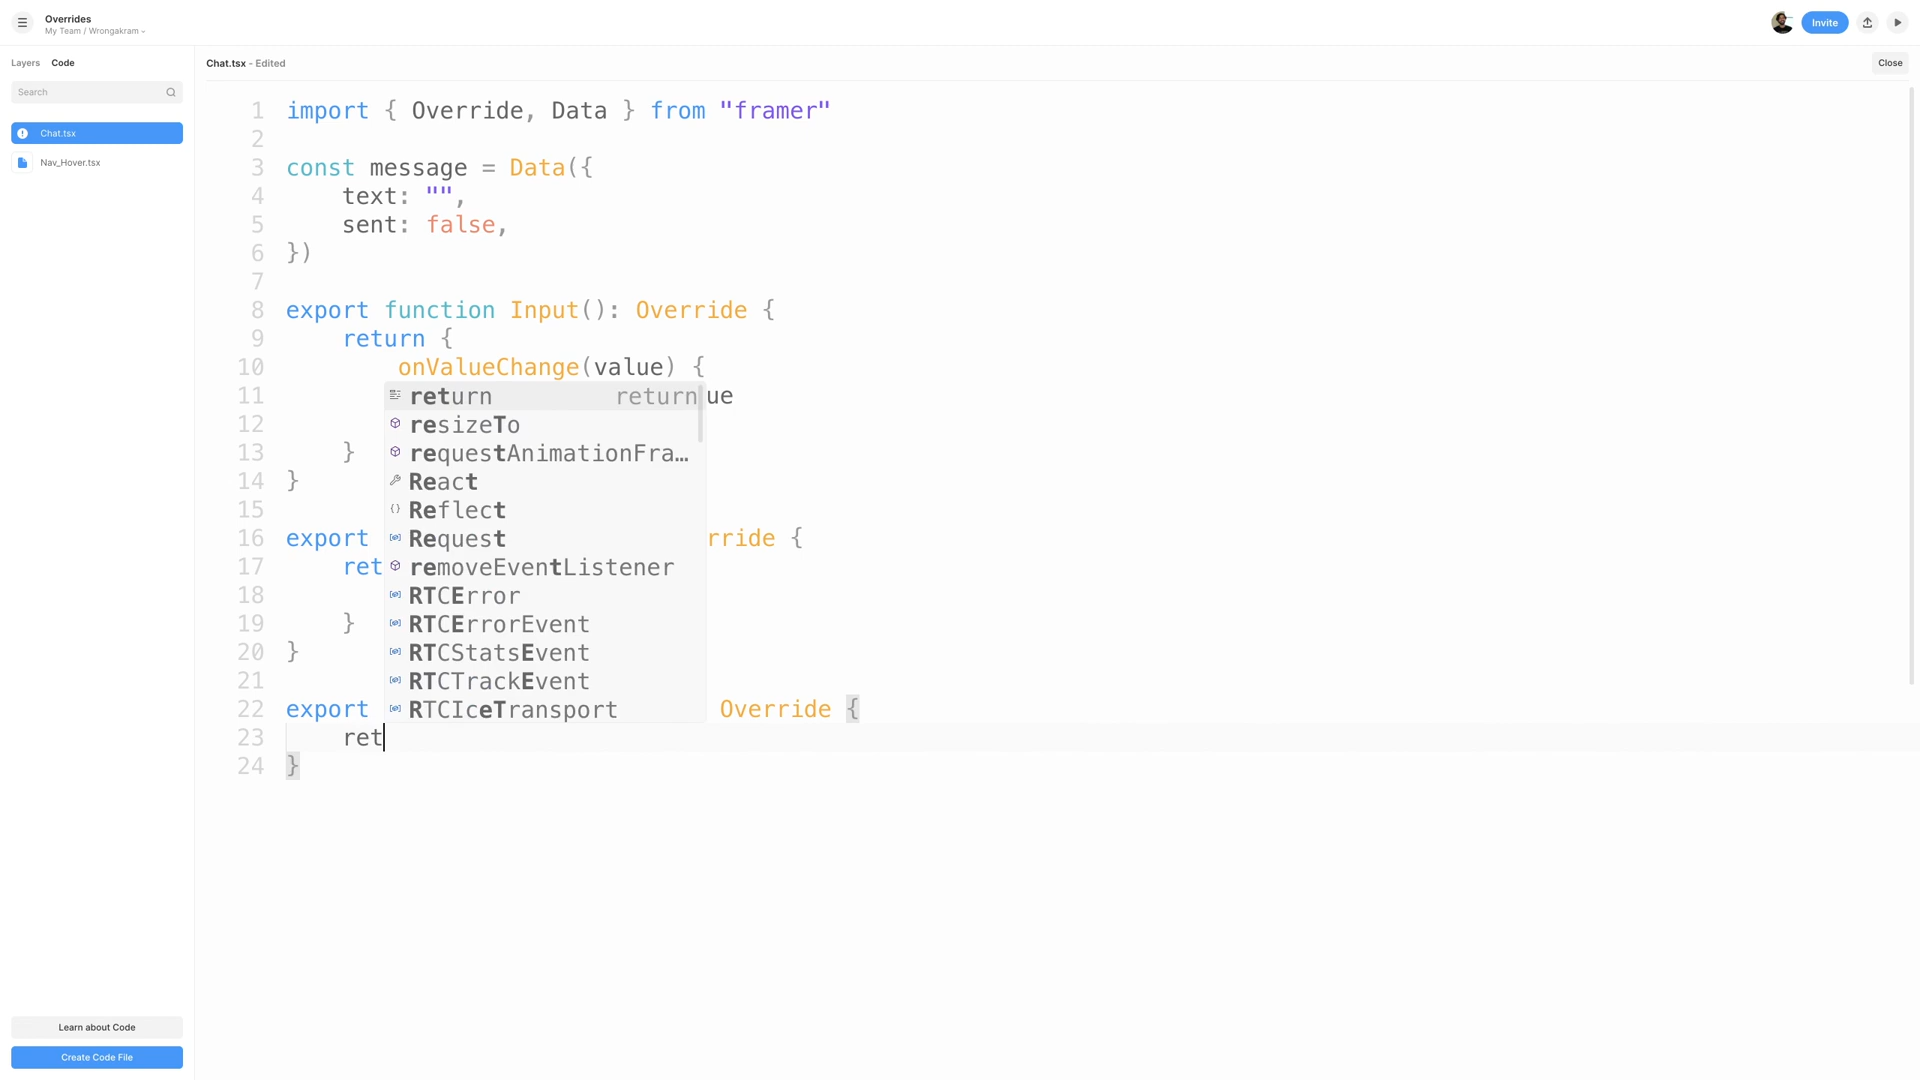 Overrides
My Team / Wrongakram
Invite
Layers Code
Chat.tsx - Edited
Close
Search
Chat.tsx
Nav_Hover.tsx
1 import { Override, Data } from "framer"
2
3 const message = Data({
4 text: "",
5 sent: false,
6 })
7
8 export function Input(): Override {
9 return {
10 onValueChange(value) {
11 return return ue
12 resizeTo
13 } requestAnimationFra…
14 } React
15 Reflect
16 export Request rride {
17 ret removeEventListener
18 RTCError
19 } RTCErrorEvent
20 } RTCStatsEvent
21 RTCTrackEvent
22 export RTCIceTransport Override {
23 ret
24 }
Learn about Code
Create Code File